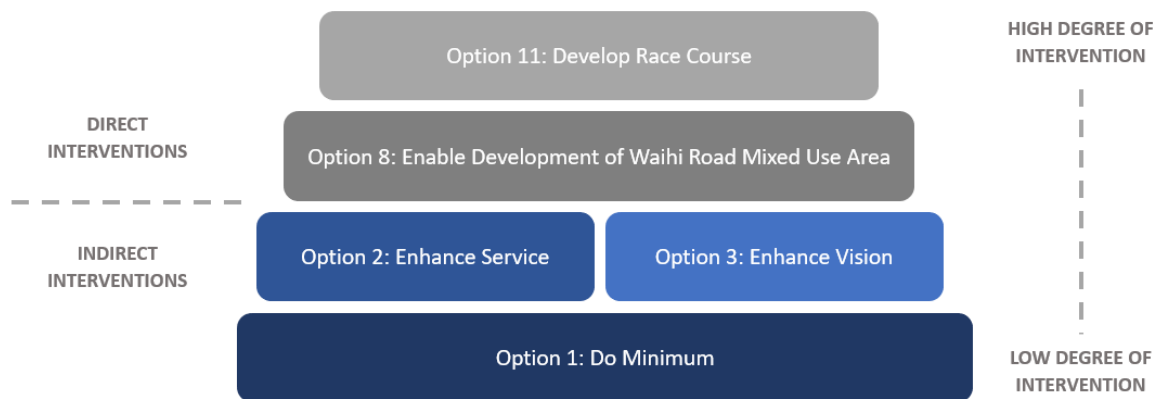 Option 11: Develop Race Course
HIGH DEGREE OF
INTERVENTION
DIRECT
INTERVENTIONS
Option 8: Enable Development of Waihi Road Mixed Use Area
INDIRECT
INTERVENTIONS
Option 2: Enhance Service
Option 3: Enhance Vision
Option 1: Do Minimum
LOW DEGREE OF
INTERVENTION